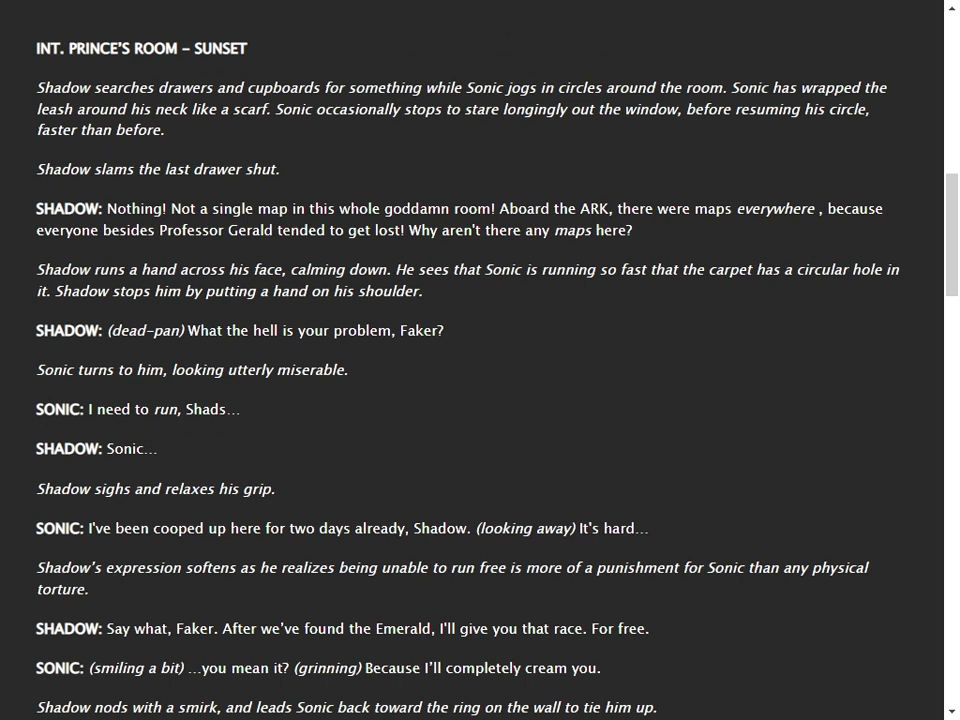 INT. PRINCE'S ROOM – SUNSET
Shadow searches drawers and cupboards for something while Sonic jogs in circles around the room. Sonic has wrapped the
leash around his neck like a scarf. Sonic occasionally stops to stare longingly out the window, before resuming his circle,
faster than before.
Shadow slams the last drawer shut.
SHADOW: Nothing! Not a single map in this whole goddamn room! Aboard the ARK, there were maps everywhere , because
everyone besides Professor Gerald tended to get lost! Why aren't there any maps here?
Shadow runs a hand across his face, calming down. He sees that Sonic is running so fast that the carpet has a circular hole in
it. Shadow stops him by putting a hand on his shoulder.
SHADOW: (dead-pan) What the hell is your problem, Faker?
Sonic turns to him, looking utterly miserable.
SONIC: I need to run, Shads…
SHADOW: Sonic…
Shadow sighs and relaxes his grip.
SONIC: I've been cooped up here for two days already, Shadow. (looking away) It's hard…
Shadow's expression softens as he realizes being unable to run free is more of a punishment for Sonic than any physical
torture.
SHADOW: Say what, Faker. After we've found the Emerald, I'll give you that race. For free.
SONIC: (smiling a bit) …you mean it? (grinning) Because I'll completely cream you.
Shadow nods with a smirk, and leads Sonic back toward the ring on the wall to tie him up.